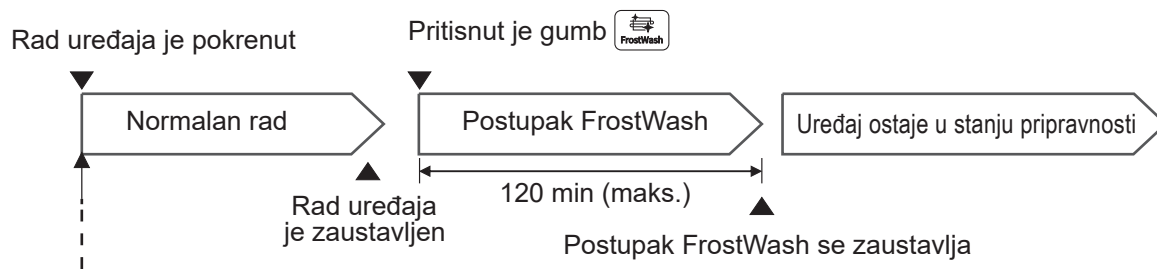 Rad uređaja je pokrenut
Pritisnut je gumb
FrostWash
Normalan rad
Postupak FrostWash
Uređaj ostaje u stanju pripravnosti
120 min (maks.)
Rad uređaja
je zaustavljen
Postupak FrostWash se zaustavlja